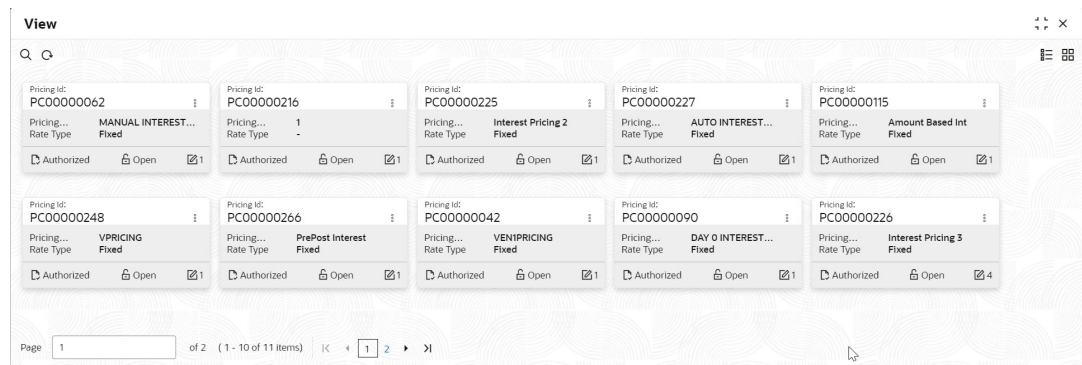 View
Pricing Id: Pricing Id: Pricing Id: Pricing Id: Pricing Id:
PC00000062 PC00000216 PC00000225 PC00000227 PC00000115
Pricing... MANUAL INTEREST... Pricing... 1 Pricing... Interest Pricing 2 Pricing... AUTO INTEREST... Pricing... Amount Based Int
Rate Type Fixed Rate Type - Rate Type Fixed Rate Type Fixed Rate Type Fixed
Authorized Open 1 Authorized Open 1 Authorized Open 1 Authorized Open 1 Authorized Open 1
Pricing Id: Pricing Id: Pricing Id: Pricing Id: Pricing Id:
PC00000248 PC00000266 PC00000042 PC00000090 PC00000226
Pricing... VPRICING Pricing... PrePost Interest Pricing... VEN1PRICING Pricing... DAY 0 INTEREST... Pricing... Interest Pricing 3
Rate Type Fixed Rate Type Fixed Rate Type Fixed Rate Type Fixed Rate Type Fixed
Authorized Open 1 Authorized Open 1 Authorized Open 1 Authorized Open 1 Authorized Open 4
Page 1 of 2 (1 - 10 of 11 items) 1 2